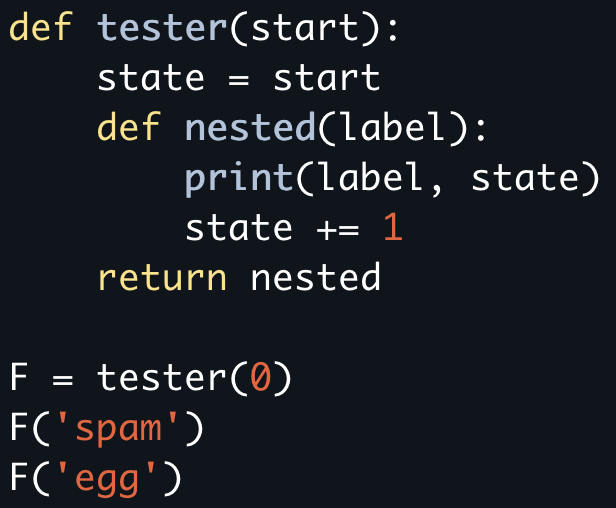 def tester(start):
    state = start
    def nested(label):
        print(label, state)
        state += 1
    return nested

F = tester(0)
F('spam')
F('egg')